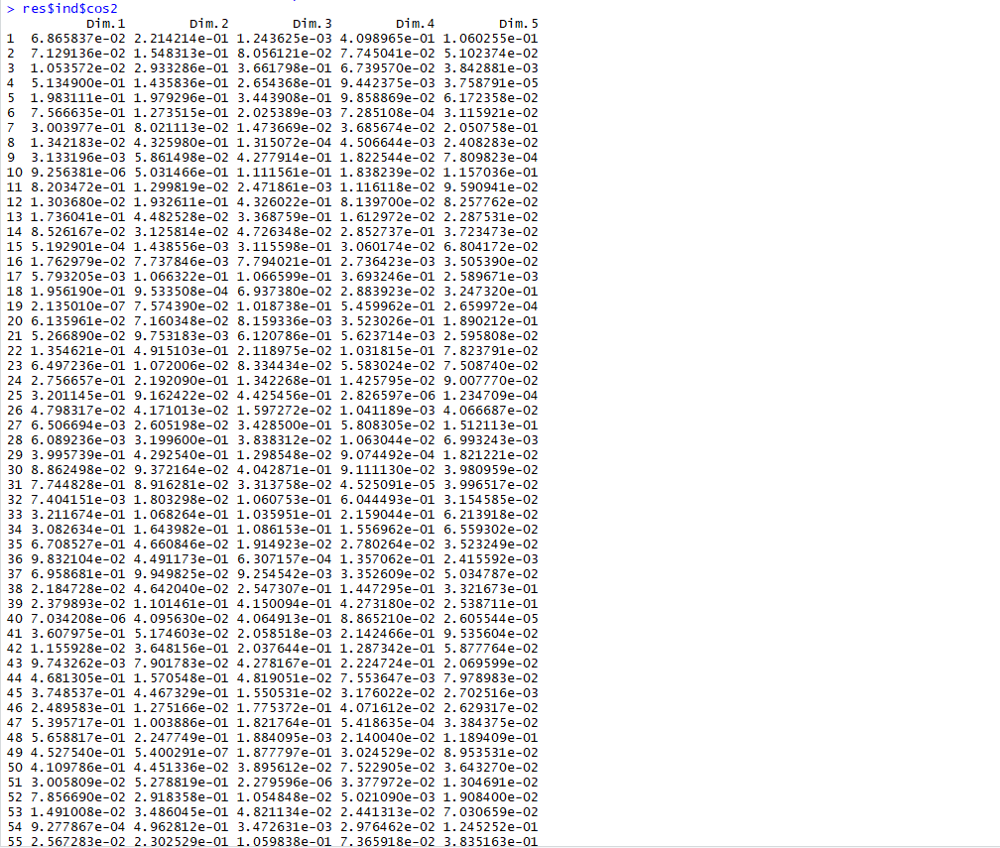 > res$ind$cos2
Dim.1 Dim.2 Dim.3 Dim.4 Dim.5
1 6.865837e-02 2.214214e-01 1.243625e-03 4.098965e-01 1.060255e-01
2 7.129136e-02 1.548313e-01 8.056121e-02 7.745041e-02 5.102374e-02
3 1.053572e-02 2.933286e-01 3.661798e-01 6.739570e-02 3.842881e-03
4 5.134900e-01 1.435836e-01 2.654368e-01 9.442375e-03 3.758791e-05
5 1.983111e-01 1.979296e-01 3.443908e-01 9.858869e-02 6.172358e-02
6 7.566635e-01 1.273515e-01 2.025389e-03 7.285108e-04 3.115921e-02
7 3.003977e-01 8.021113e-02 1.473669e-02 3.685674e-02 2.050758e-01
8 1.342183e-02 4.325980e-01 1.315072e-04 4.506644e-03 2.408283e-02
9 3.133196e-03 5.861498e-02 4.277914e-01 1.822544e-02 7.809823e-04
10 9.256381e-06 5.031466e-01 1.111561e-01 1.838239e-02 1.157036e-01
11 8.203472e-01 1.299819e-02 2.471861e-03 1.116118e-02 9.590941e-02
12 1.303680e-02 1.932611e-01 4.326022e-01 8.139700e-02 8.257762e-02
13 1.736041e-01 4.482528e-02 3.368759e-01 1.612972e-02 2.287531e-02
14 8.526167e-02 3.125814e-02 4.726348e-02 2.852737e-01 3.723473e-02
15 5.192901e-04 1.438556e-03 3.115598e-01 3.060174e-02 6.804172e-02
16 1.762979e-02 7.737846e-03 7.794021e-01 2.736423e-03 3.505390e-02
17 5.793205e-03 1.066322e-01 1.066599e-01 3.693246e-01 2.589671e-03
18 1.956190e-01 9.533508e-04 6.937380e-02 2.883923e-02 3.247320e-01
19 2.135010e-07 7.574390e-02 1.018738e-01 5.459962e-01 2.659972e-04
20 6.135961e-02 7.160348e-02 8.159336e-03 3.523026e-01 1.890212e-01
21 5.266890e-02 9.753183e-03 6.120786e-01 5.623714e-03 2.595808e-02
22 1.354621e-01 4.915103e-01 2.118975e-02 1.031815e-01 7.823791e-02
23 6.497236e-01 1.072006e-02 8.334434e-02 5.583024e-02 7.508740e-02
24 2.756657e-01 2.192090e-01 1.342268e-01 1.425795e-02 9.007770e-02
25 3.201145e-01 9.162422e-02 4.425456e-01 2.826597e-06 1.234709e-04
26 4.798317e-02 4.171013e-02 1.597272e-02 1.041189e-03 4.066687e-02
27 6.506694e-03 2.605198e-02 3.428500e-01 5.808305e-02 1.512113e-01
28 6.089236e-03 3.199600e-01 3.838312e-02 1.063044e-02 6.993243e-03
29 3.995739e-01 4.292540e-01 1.298548e-02 9.074492e-04 1.821221e-02
30 8.862498e-02 9.372164e-02 4.042871e-01 9.111130e-02 3.980959e-02
31 7.744828e-01 8.916281e-02 3.313758e-02 4.525091e-05 3.996517e-02
32 7.404151e-03 1.803298e-02 1.060753e-01 6.044493e-01 3.154585e-02
33 3.211674e-01 1.068264e-01 1.035951e-01 2.159044e-01 6.213918e-02
34 3.082634e-01 1.643982e-01 1.086153e-01 1.556962e-01 6.559302e-02
35 6.708527e-01 4.660846e-02 1.914923e-02 2.780264e-02 3.523249e-02
36 9.832104e-02 4.491173e-01 6.307157e-04 1.357062e-01 2.415592e-03
37 6.958681e-01 9.949825e-02 9.254542e-03 3.352609e-02 5.034787e-02
38 2.184728e-02 4.642040e-02 2.547307e-01 1.447295e-01 3.321673e-01
39 2.379893e-02 1.101461e-01 4.150094e-01 4.273180e-02 2.538711e-01
40 7.034208e-06 4.095630e-02 4.064913e-01 8.865210e-02 2.605544e-05
41 3.607975e-01 5.174603e-02 2.058518e-03 2.142466e-01 9.535604e-02
42 1.155928e-02 3.648156e-01 2.037644e-01 1.287342e-01 5.877764e-02
43 9.743262e-03 7.901783e-02 4.278167e-01 2.224724e-01 2.069599e-02
44 4.681305e-01 1.570548e-01 4.819051e-02 7.553647e-03 7.978983e-02
45 3.748537e-01 4.467329e-01 1.550531e-02 3.176022e-02 2.702516e-03
46 2.489583e-01 1.275166e-02 1.775372e-01 4.071612e-02 2.629317e-02
47 5.395717e-01 1.003886e-01 1.821764e-01 5.418635e-04 3.384375e-02
48 5.658817e-01 2.247749e-01 1.884095e-03 2.140040e-02 1.189409e-01
49 4.527540e-01 5.400291e-07 1.877797e-01 3.024529e-02 8.953531e-02
50 4.109786e-01 4.451336e-02 3.895612e-02 7.522905e-02 3.643270e-02
51 3.005809e-02 5.278819e-01 2.279596e-06 3.377972e-02 1.304691e-02
52 7.856690e-02 2.918358e-01 1.054848e-02 5.021090e-03 1.908400e-02
53 1.491008e-02 3.486045e-01 4.821134e-02 2.441313e-02 7.030659e-02
54 9.277867e-04 4.962812e-01 3.472631e-03 2.976462e-02 1.245252e-01
55 2.567283e-02 2.302529e-01 1.059838e-01 7.365918e-02 3.835163e-01